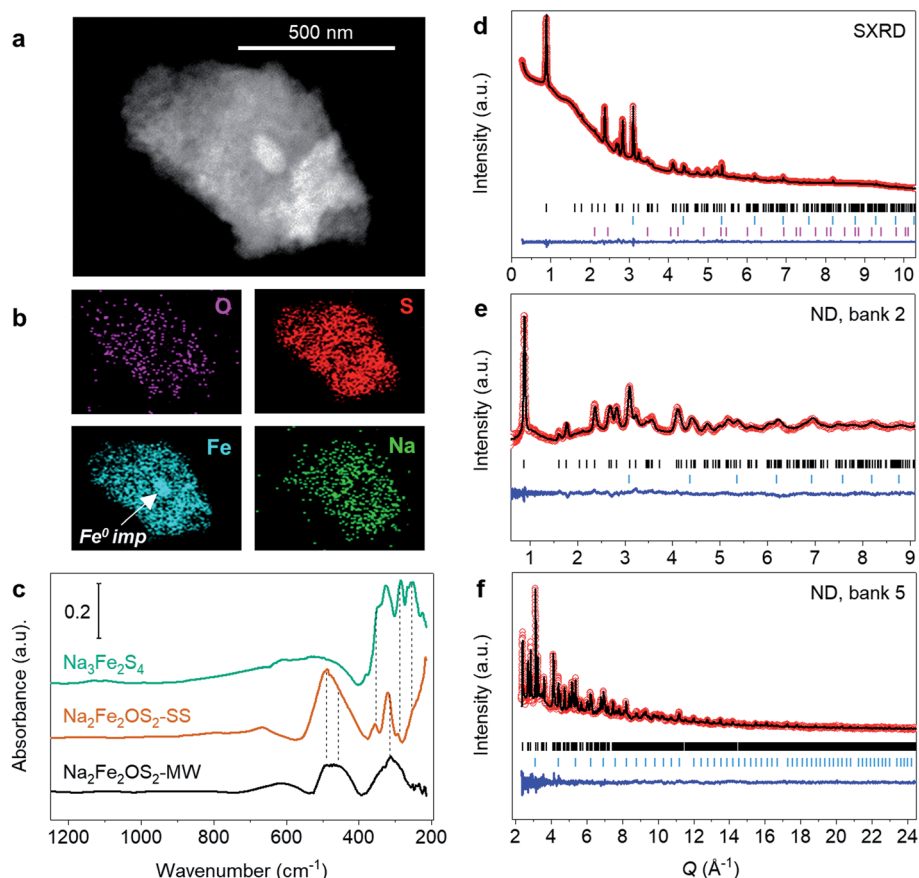 a
500 nm
b
O
S
Fe
Fe⁰ imp
Na
c
0.2
Na₃Fe₂S₄
Na₂Fe₂OS₂-SS
Na₂Fe₂OS₂-MW
Absorbance (a.u).
1200 1000 800 600 400 200
Wavenumber (cm⁻¹)
d
SXRD
Intensity (a.u.)
0 1 2 3 4 5 6 7 8 9 10
e
ND, bank 2
Intensity (a.u.)
1 2 3 4 5 6 7 8 9
f
ND, bank 5
Intensity (a.u.)
2 4 6 8 10 12 14 16 18 20 22 24
Q (Å⁻¹)